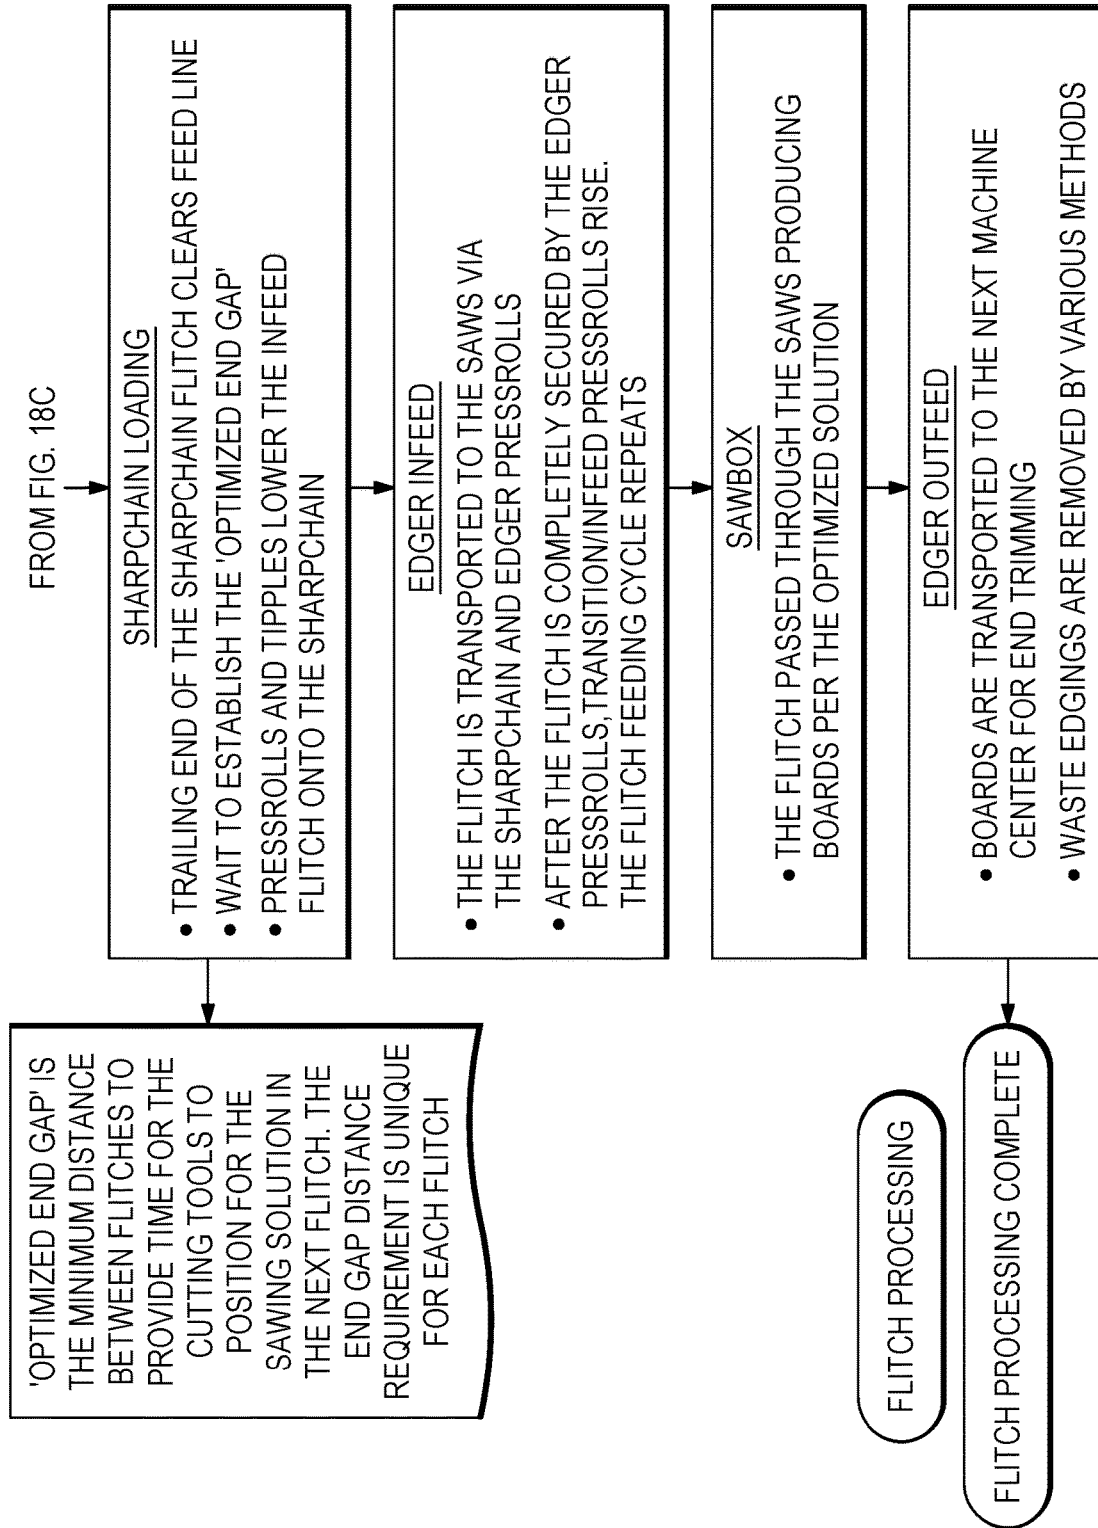 FROM FIG. 18C
SHARPCHAIN LOADING
• TRAILING END OF THE SHARPCHAIN FLITCH CLEARS FEED LINE
• WAIT TO ESTABLISH THE 'OPTIMIZED END GAP'
• PRESSROLLS AND TIPPLES LOWER THE INFEED
FLITCH ONTO THE SHARPCHAIN
'OPTIMIZED END GAP' IS
THE MINIMUM DISTANCE
BETWEEN FLITCHES TO
PROVIDE TIME FOR THE
CUTTING TOOLS TO
POSITION FOR THE
SAWING SOLUTION IN
THE NEXT FLITCH. THE
END GAP DISTANCE
REQUIREMENT IS UNIQUE
FOR EACH FLITCH
EDGER INFEED
• THE FLITCH IS TRANSPORTED TO THE SAWS VIA
THE SHARPCHAIN AND EDGER PRESSROLLS
• AFTER THE FLITCH IS COMPLETELY SECURED BY THE EDGER
PRESSROLLS, TRANSITION/INFEED PRESSROLLS RISE.
THE FLITCH FEEDING CYCLE REPEATS
SAWBOX
• THE FLITCH PASSED THROUGH THE SAWS PRODUCING
BOARDS PER THE OPTIMIZED SOLUTION
EDGER OUTFEED
• BOARDS ARE TRANSPORTED TO THE NEXT MACHINE
CENTER FOR END TRIMMING
• WASTE EDGINGS ARE REMOVED BY VARIOUS METHODS
FLITCH PROCESSING
FLITCH PROCESSING COMPLETE